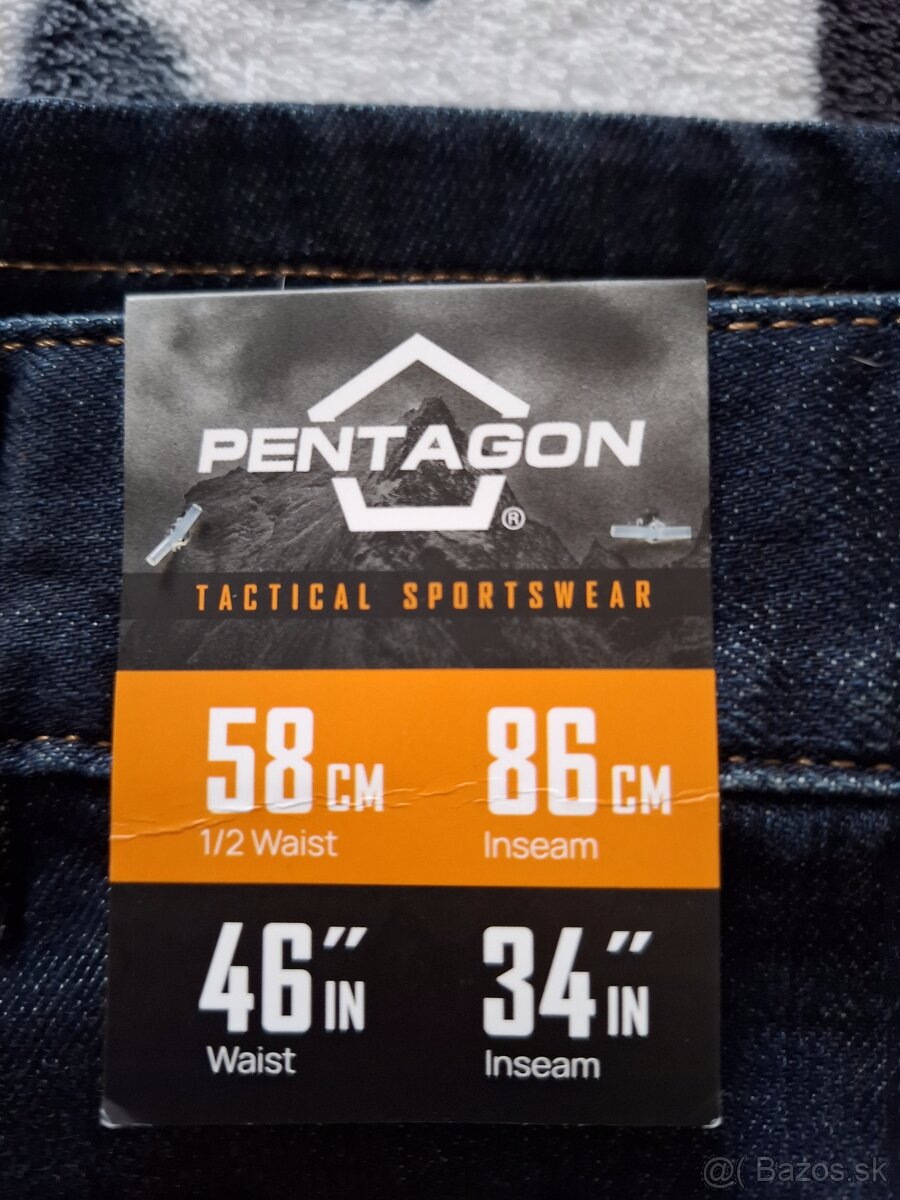 PENTAGON
®
TACTICAL SPORTSWEAR
58 CM 86 CM
1/2 Waist Inseam
46″ IN 34″ IN
Waist Inseam
@( Bazos.sk